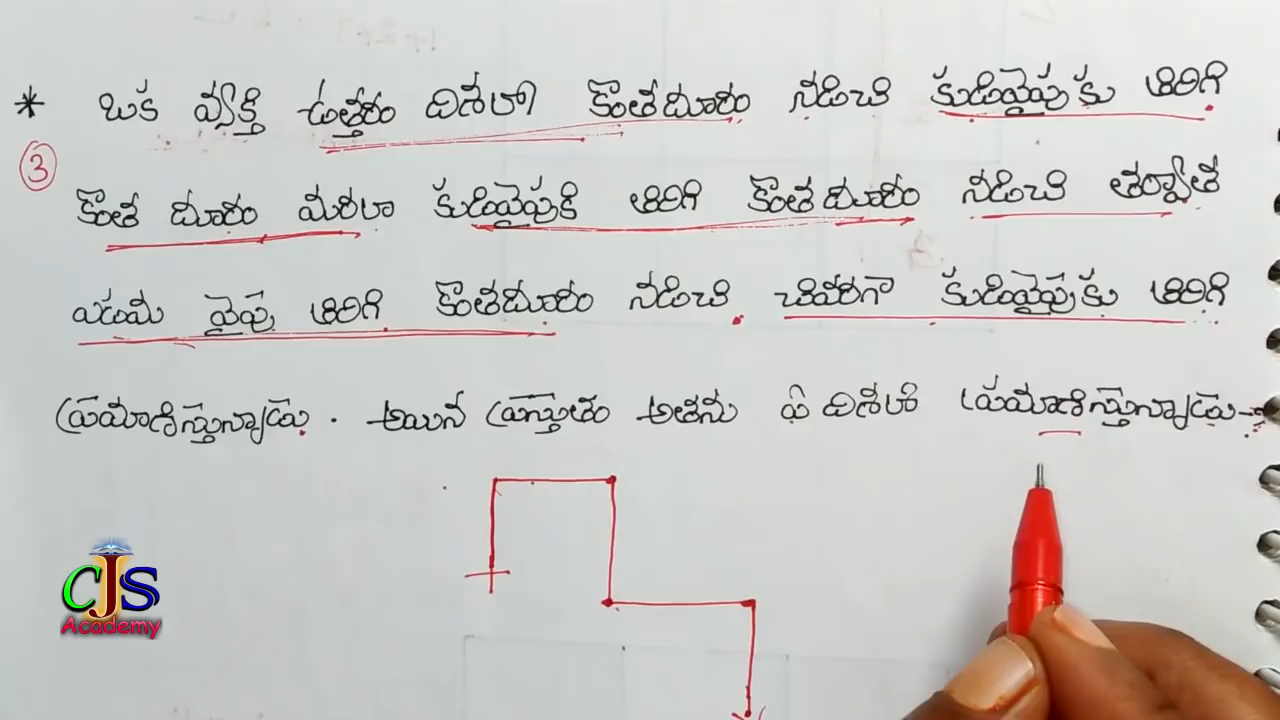 * ఒక వ్యక్తి ఉత్తరం దిశలో కొంతదూరం నడిచి కుడివైపుకు తిరిగి
3
కొంత దూరం మరలా కుడివైపుకి తిరిగి కొంత దూరం నడిచి తర్వాత
ఎడమ వైపు తిరిగి కొంతదూరం నడిచి చివరగా కుడివైపుకు తిరిగి
ప్రయాణిస్తున్నాడు. అయిన ప్రస్తుతం అతను ఏ దిశలో ప్రయాణిస్తున్నాడు
CJS
Academy